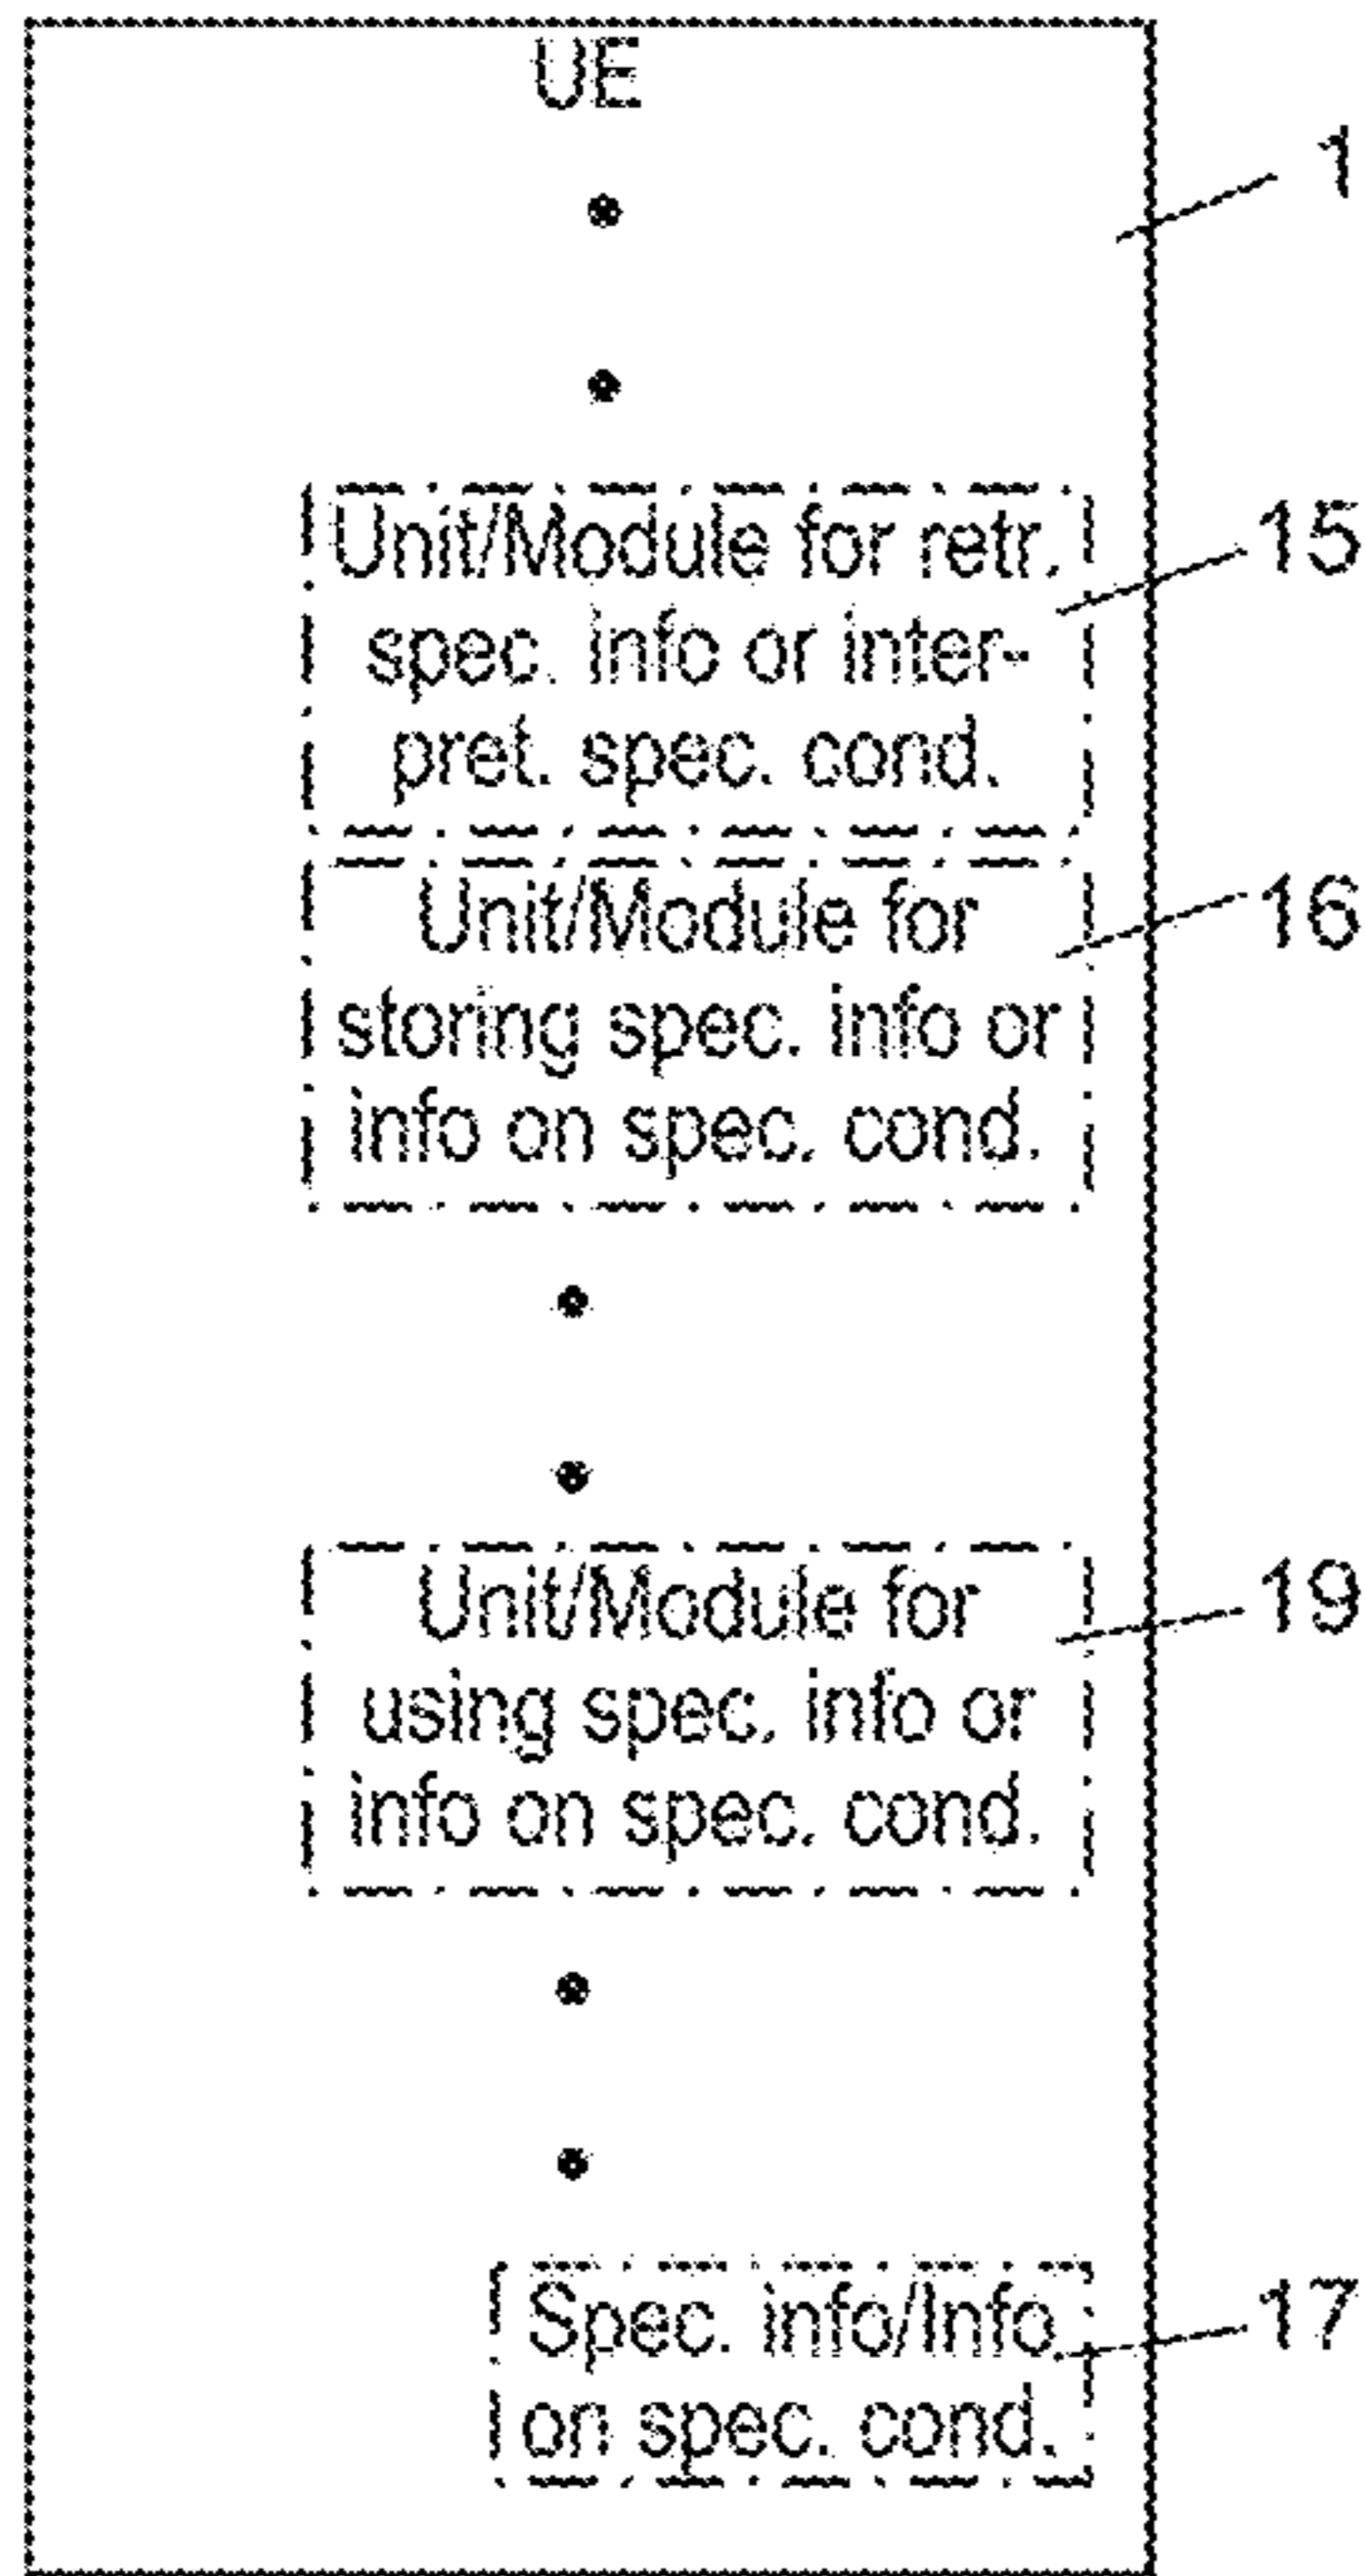 UE
1
Unit/Module for retr.
spec. info or inter-
pret. spec. cond.
15
Unit/Module for
storing spec. info or
info on spec. cond.
16
Unit/Module for
using spec. info or
info on spec. cond.
19
Spec. info/Info
on spec. cond.
17